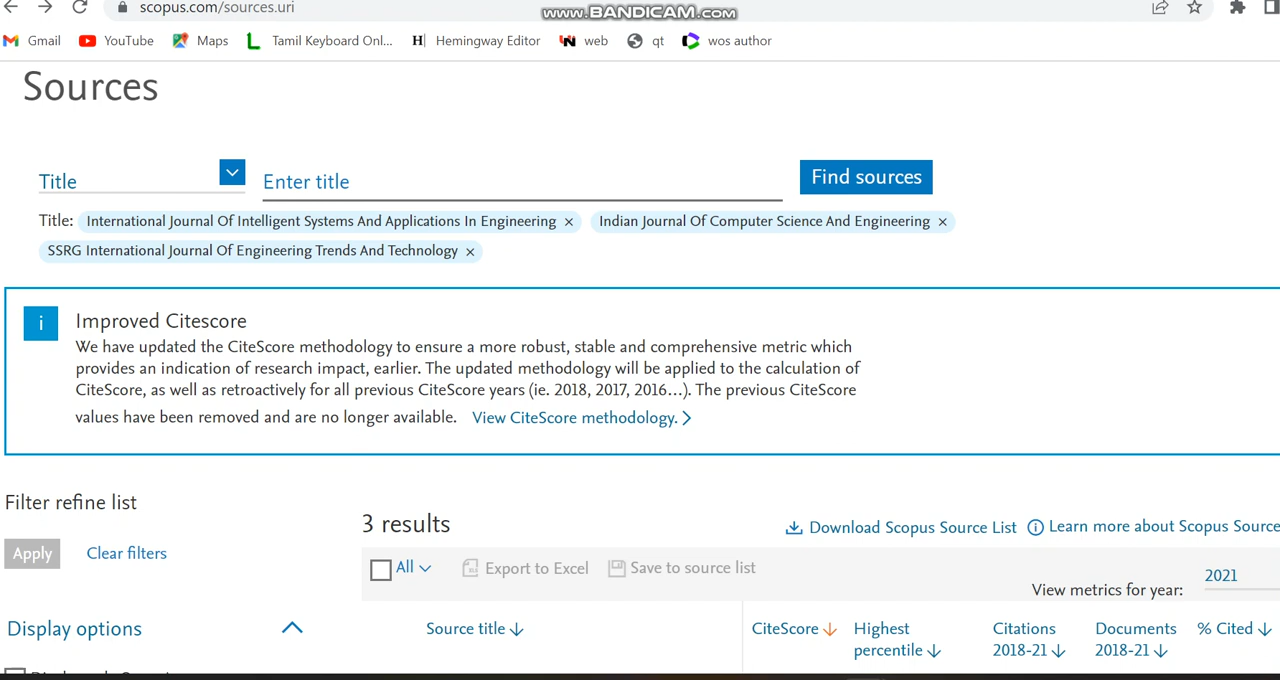 scopus.com/sources.uri
www.BANDICAM.com
Gmail YouTube Maps Tamil Keyboard Onl... Hemingway Editor web qt wos author
Sources
Title Enter title Find sources
Title: International Journal Of Intelligent Systems And Applications In Engineering × Indian Journal Of Computer Science And Engineering ×
SSRG International Journal Of Engineering Trends And Technology ×
i Improved Citescore
We have updated the CiteScore methodology to ensure a more robust, stable and comprehensive metric which
provides an indication of research impact, earlier. The updated methodology will be applied to the calculation of
CiteScore, as well as retroactively for all previous CiteScore years (ie. 2018, 2017, 2016...). The previous CiteScore
values have been removed and are no longer available. View CiteScore methodology. >
Filter refine list
3 results
Download Scopus Source List Learn more about Scopus Source
Apply Clear filters
All Export to Excel Save to source list
View metrics for year: 2021
Display options
Source title CiteScore Highest percentile Citations 2018-21 Documents 2018-21 % Cited